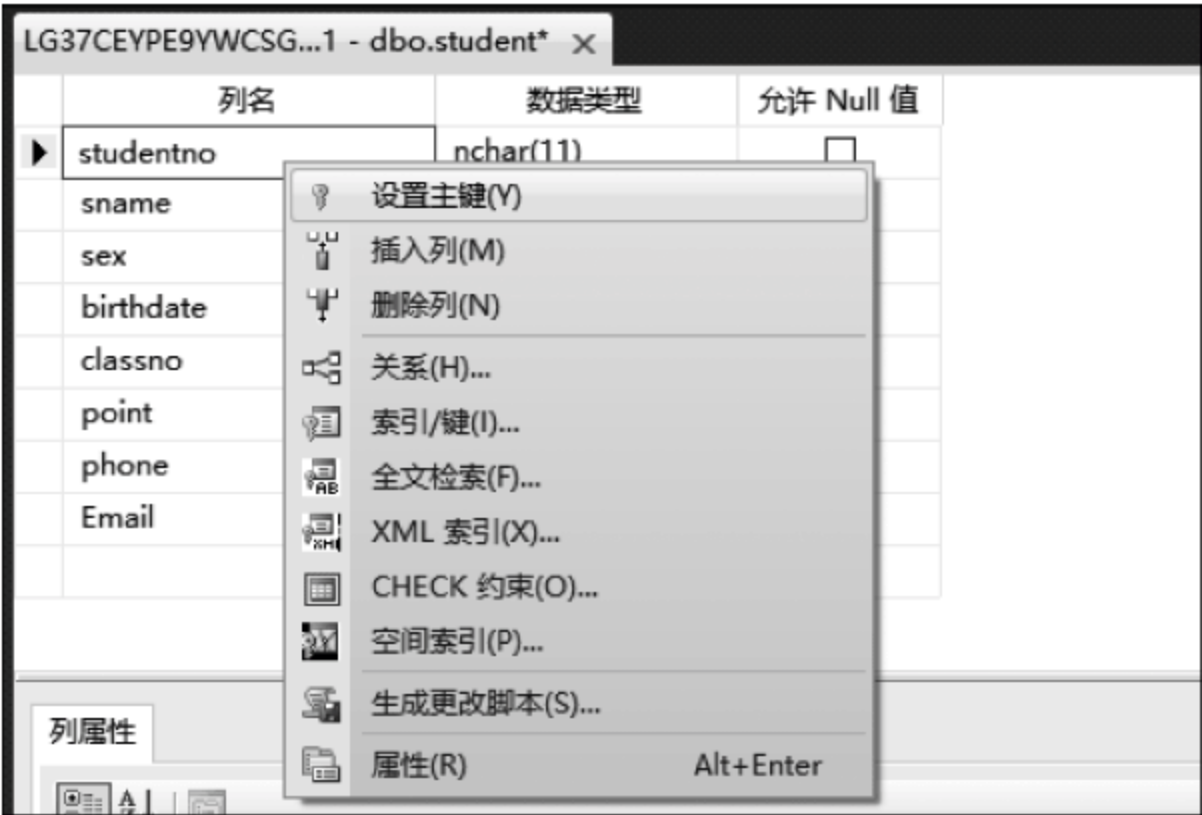 LG37CEYPE9YWCSG...1 - dbo.student*
列名 数据类型 允许 Null 值
studentno nchar(11)
设置主键(Y)
sname
插入列(M)
sex
删除列(N)
birthdate
关系(H)...
classno
索引/键(I)...
point
全文检索(F)...
phone
XML 索引(X)...
Email
CHECK 约束(O)...
空间索引(P)...
生成更改脚本(S)...
列属性
属性(R) Alt+Enter